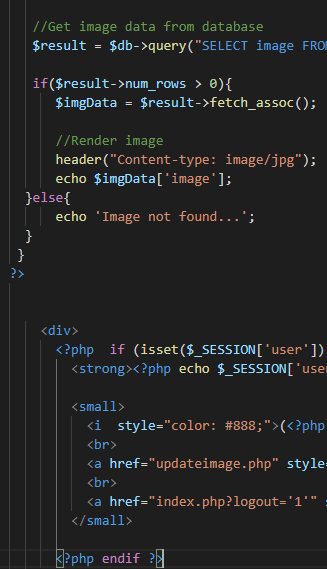 //Get image data from database
$result = $db->query("SELECT image FRO
if($result->num_rows > 0){
$imgData = $result->fetch_assoc();
//Render image
header("Content-type: image/jpg");
echo $imgData['image'];
}else{
echo 'Image not found...';
}
}
?>
<div>
<?php  if (isset($_SESSION['user'])
<strong><?php echo $_SESSION['use
<small>
<i  style="color: #888;">(<?php
<br>
<a href="updateimage.php" style=
<br>
<a href="index.php?logout='1'" s
</small>
<?php endif ?>